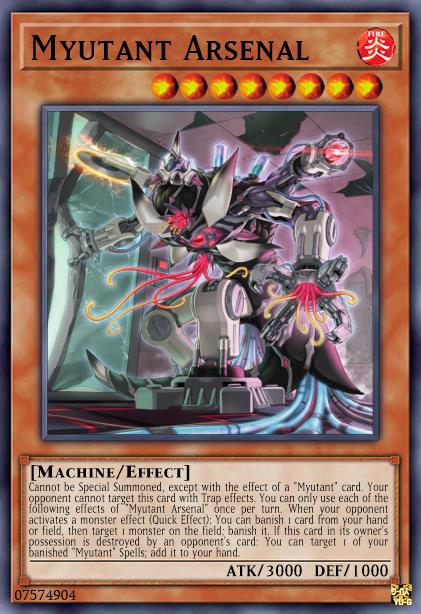 MYUTANT ARSENAL
FIRE
炎
[MACHINE/EFFECT]
Cannot be Special Summoned, except with the effect of a "Myutant" card. Your
opponent cannot target this card with Trap effects. You can only use each of the
following effects of "Myutant Arsenal" once per turn. When your opponent
activates a monster effect (Quick Effect): You can banish 1 card from your hand
or field, then target 1 monster on the field; banish it. If this card in its owner's
possession is destroyed by an opponent's card: You can target 1 of your
banished "Myutant" Spells; add it to your hand.
ATK/3000 DEF/1000
07574904